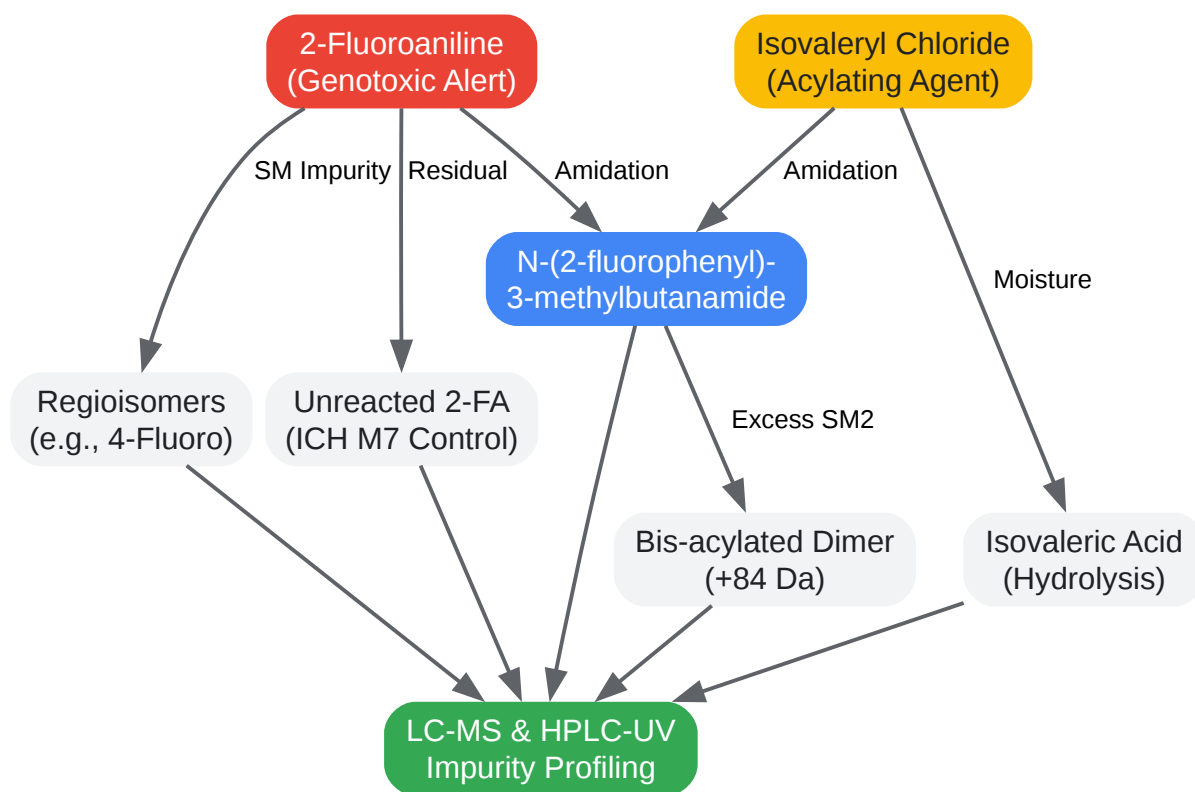 2-Fluoroaniline
(Genotoxic Alert)
Isovaleryl Chloride
(Acylating Agent)
SM Impurity
Residual
Amidation
Amidation
N-(2-fluorophenyl)-
3-methylbutanamide
Moisture
Regioisomers
(e.g., 4-Fluoro)
Unreacted 2-FA
(ICH M7 Control)
Excess SM2
Bis-acylated Dimer
(+84 Da)
Isovaleric Acid
(Hydrolysis)
LC-MS & HPLC-UV
Impurity Profiling